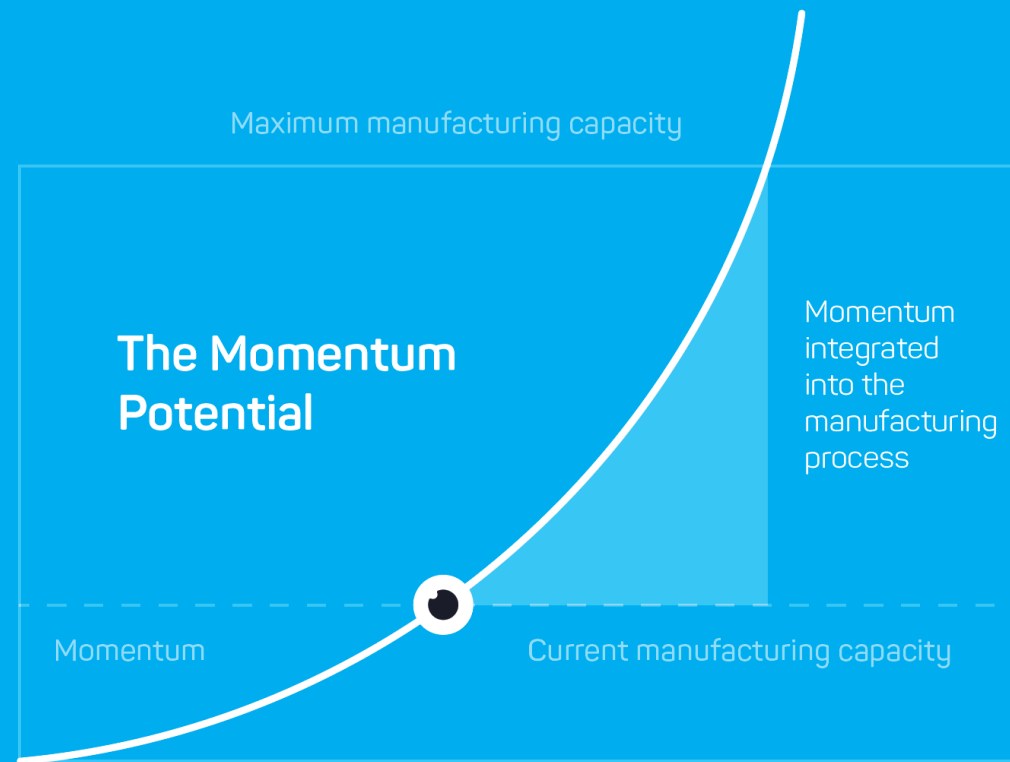 Maximum manufacturing capacity
The Momentum
Potential
Momentum
integrated
into the
manufacturing
process
Momentum
Current manufacturing capacity